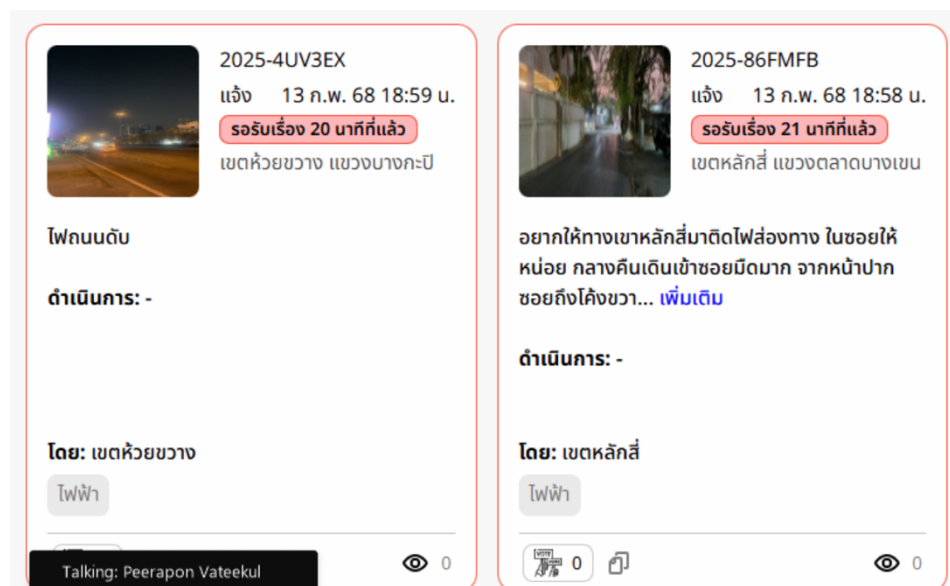 2025-4UV3EX
แจ้ง 13 ก.พ. 68 18:59 น.
รอรับเรื่อง 20 นาทีที่แล้ว
เขตห้วยขวาง แขวงบางกะปิ
ไฟถนนดับ
ดำเนินการ: -
โดย: เขตห้วยขวาง
ไฟฟ้า
0
Talking: Peerapon Vateekul
2025-86FMFB
แจ้ง 13 ก.พ. 68 18:58 น.
รอรับเรื่อง 21 นาทีที่แล้ว
เขตหลักสี่ แขวงตลาดบางเขน
อยากให้ทางเขาหลักสี่มาติดไฟส่องทาง ในซอยให้
หน่อย กลางคืนเดินเข้าซอยมืดมาก จากหน้าปาก
ซอยถึงโค้งขวา... เพิ่มเติม
ดำเนินการ: -
โดย: เขตหลักสี่
ไฟฟ้า
VOTE 0 0